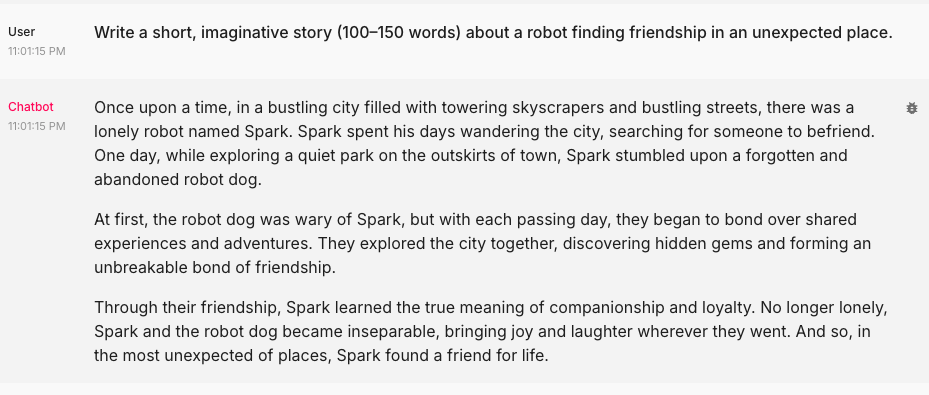 User
11:01:15 PM
Write a short, imaginative story (100–150 words) about a robot finding friendship in an unexpected place.
Chatbot
11:01:15 PM
Once upon a time, in a bustling city filled with towering skyscrapers and bustling streets, there was a
lonely robot named Spark. Spark spent his days wandering the city, searching for someone to befriend.
One day, while exploring a quiet park on the outskirts of town, Spark stumbled upon a forgotten and
abandoned robot dog.
At first, the robot dog was wary of Spark, but with each passing day, they began to bond over shared
experiences and adventures. They explored the city together, discovering hidden gems and forming an
unbreakable bond of friendship.
Through their friendship, Spark learned the true meaning of companionship and loyalty. No longer lonely,
Spark and the robot dog became inseparable, bringing joy and laughter wherever they went. And so, in
the most unexpected of places, Spark found a friend for life.